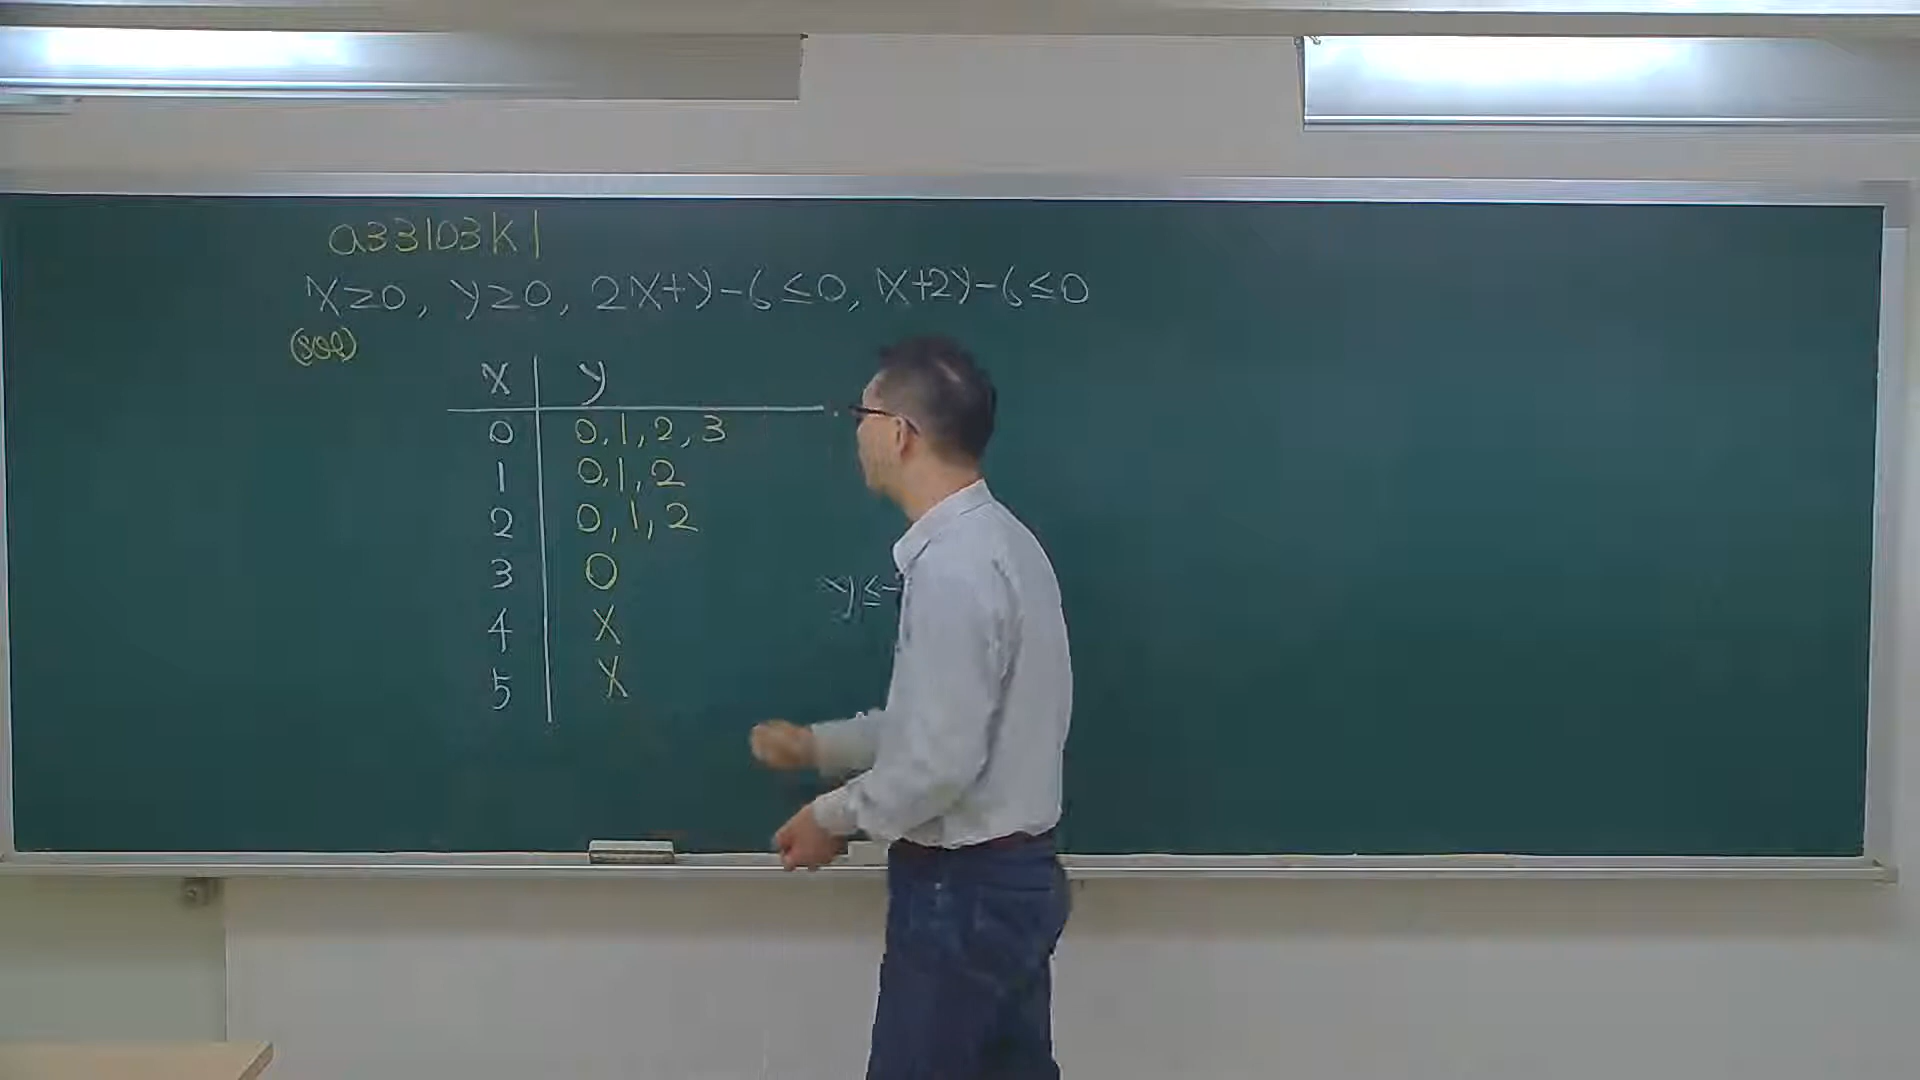 a33103k1
x≥0, y≥0, 2x+y-6≤0, x+2y-6≤0
(sol)
x y
0 0,1,2,3
1 0,1,2
2 0,1,2
3 0
4 X
5 X
y≤-